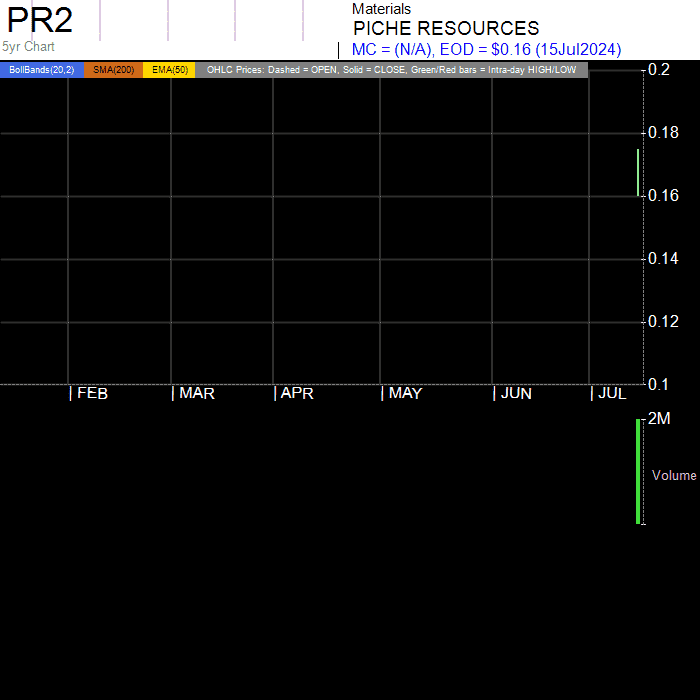 PR2
5yr Chart
Materials
PICHE RESOURCES
MC = (N/A), EOD = $0.16 (15Jul2024)
BollBands(20,2) SMA(200) EMA(50) OHLC Prices: Dashed = OPEN, Solid = CLOSE, Green/Red bars = Intra-day HIGH/LOW
0.2
0.18
0.16
0.14
0.12
0.1
| FEB | MAR | APR | MAY | JUN | JUL
2M
Volume